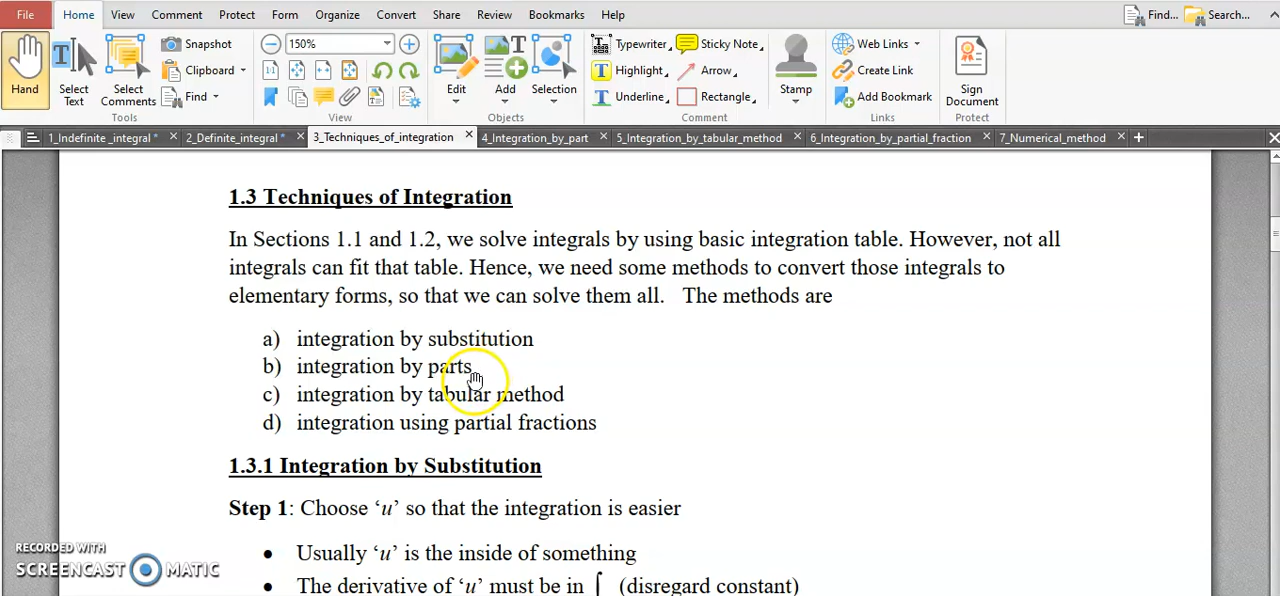 File Home View Comment Protect Form Organize Convert Share Review Bookmarks Help Find... Search...
Hand
Select Text
Select Comments
Snapshot
Clipboard
Find
Tools
150%
View
Edit
Add
Selection
Objects
Typewriter
Highlight
Underline
Sticky Note
Arrow
Rectangle
Stamp
Comment
Web Links
Create Link
Add Bookmark
Links
Sign Document
Protect
1_Indefinite _integral * 2_Definite_integral * 3_Techniques_of_integration 4_Integration_by_part 5_Integration_by_tabular_method 6_Integration_by_partial_fraction 7_Numerical_method
1.3 Techniques of Integration
In Sections 1.1 and 1.2, we solve integrals by using basic integration table. However, not all
integrals can fit that table. Hence, we need some methods to convert those integrals to
elementary forms, so that we can solve them all. The methods are
a) integration by substitution
b) integration by parts
c) integration by tabular method
d) integration using partial fractions
1.3.1 Integration by Substitution
Step 1: Choose ‘u’ so that the integration is easier
• Usually ‘u’ is the inside of something
• The derivative of ‘u’ must be in ∫ (disregard constant)
RECORDED WITH
SCREENCAST MATIC